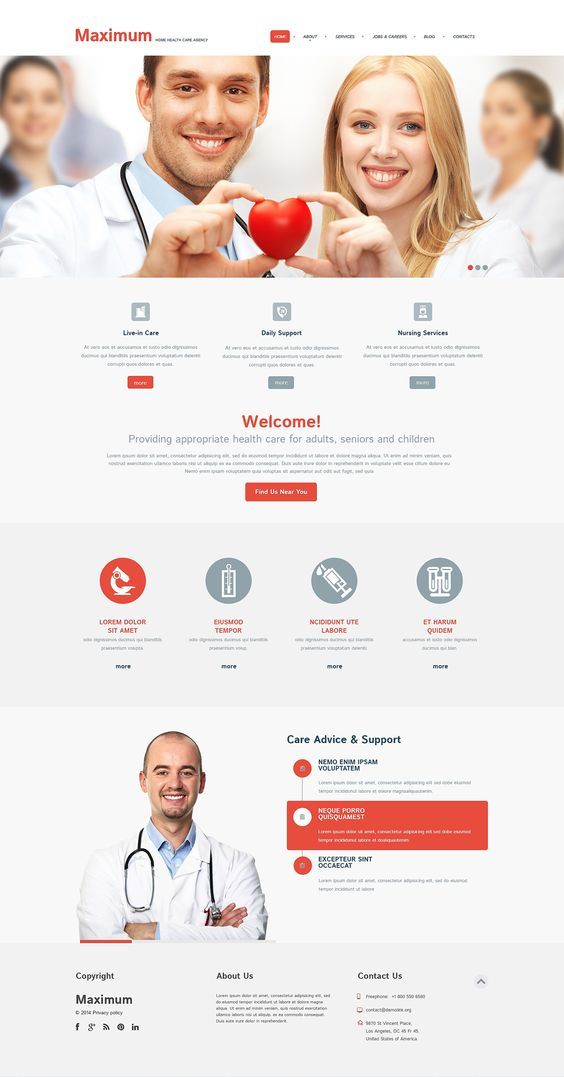 Maximum HOME HEALTH CARE AGENCY
HOME ABOUT SERVICES JOBS & CAREERS BLOG CONTACTS
Live-in Care
At vero eos et accusamus et iusto odio dignissimos
ducimus qui blanditiis praesentium voluptatum deleniti
corrupti quos dolores et quas.
more
Daily Support
At vero eos et accusamus et iusto odio dignissimos
ducimus qui blanditiis praesentium voluptatum deleniti
corrupti quos dolores et quas.
more
Nursing Services
At vero eos et accusamus et iusto odio dignissimos
ducimus qui blanditiis praesentium voluptatum deleniti
corrupti quos dolores et quas.
more
Welcome!
Providing appropriate health care for adults, seniors and children
Lorem ipsum dolor sit amet, consectetur adipisicing elit, sed do eiusmod tempor incididunt ut labore et dolore magna aliqua. Ut enim ad minim veniam, quis
nostrud exercitation ullamco laboris nisi ut aliquip ex ea commodo consequat. Duis aute irure dolor in reprehenderit in voluptate velit esse cillum dolore eu
Nemo enim ipsam voluptatem quia voluptas sit aspernatur aut odit aut fugit, sed quia
Find Us Near You
LOREM DOLOR
SIT AMET
odio dignissimos ducimus qui blanditiis
praesentium volupta.
more
EIUSMOD
TEMPOR
odio dignissimos ducimus qui blanditiis
praesentium volup.
more
NCIDIDUNT UTE
LABORE
odio dignissimos ducimus qui blanditiis
praesentium voluptatum deleniti.
more
ET HARUM
QUIDEM
accusamus et iusto odio dignissimos
ducimus qui blan.
more
Care Advice & Support
NEMO ENIM IPSAM
VOLUPTATEM
Lorem ipsum dolor sit amet, consectetur adipisicing elit, sed do eiusmod
tempor incididunt ut labore et dolore magnaaliquatenim.
NEQUE PORRO
QUISQUAMEST
Lorem ipsum dolor sit amet, consectetur adipisicing elit, sed do eiusmod
tempor incididunt ut labore et doaliquatenim.
EXCEPTEUR SINT
OCCAECAT
Lorem ipsum dolor sit amet, consectetur adipisicing elit, sed do eiusmod
tempor incididunt ut labore
Copyright
Maximum
© 2014 Privacy policy
About Us
Lorem ipsum dolor sit amet, consectetur adipisicing elit, sed
do eiusmod tempor incididunt ut labore et dolore magna
aliqua. Ut enim ad minim veniam, quis nostrud exercitation
ullamco laboris nisi ut aliquip ex ea commodo consequat.
Duis aute irure dolor in reprehenderit.
Contact Us
Freephone: +1 800 559 6580
contact@demolink.org
9870 St Vincent Place,
Los Angeles, DC 45 Fr 45.
United States of America